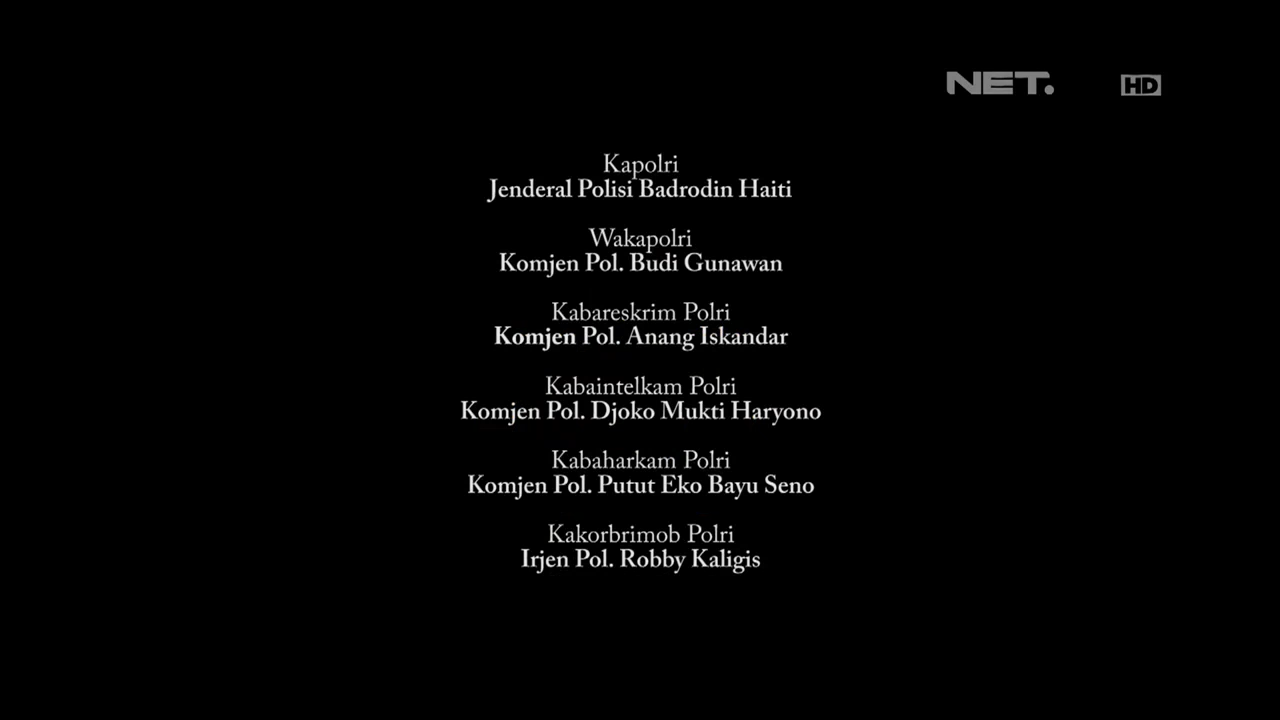 NET.
HD
Kapolri
Jenderal Polisi Badrodin Haiti
Wakapolri
Komjen Pol. Budi Gunawan
Kabareskrim Polri
Komjen Pol. Anang Iskandar
Kabaintelkam Polri
Komjen Pol. Djoko Mukti Haryono
Kabaharkam Polri
Komjen Pol. Putut Eko Bayu Seno
Kakorbrimob Polri
Irjen Pol. Robby Kaligis